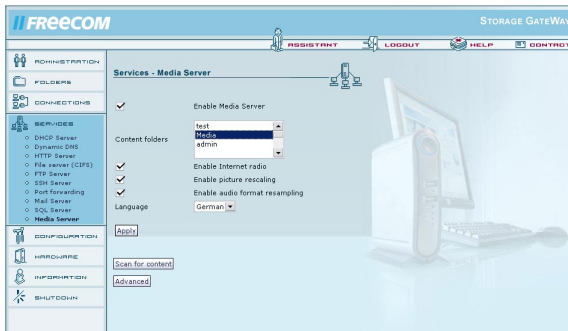 FREECOM
STORAGE GATEWAY
ASSISTANT
LOGOUT
HELP
CONTACT
ADMINISTRATION
FOLDERS
CONNECTIONS
SERVICES
DHCP Server
Dynamic DNS
HTTP Server
File server (CIFS)
FTP Server
SSH Server
Port forwarding
Mail Server
SQL Server
Media Server
CONFIGURATION
HARDWARE
INFORMATION
SHUTDOWN
Services - Media Server
Enable Media Server
Content folders
test
Media
admin
Enable Internet radio
Enable picture rescaling
Enable audio format resampling
Language
German
Apply
Scan for content
Advanced